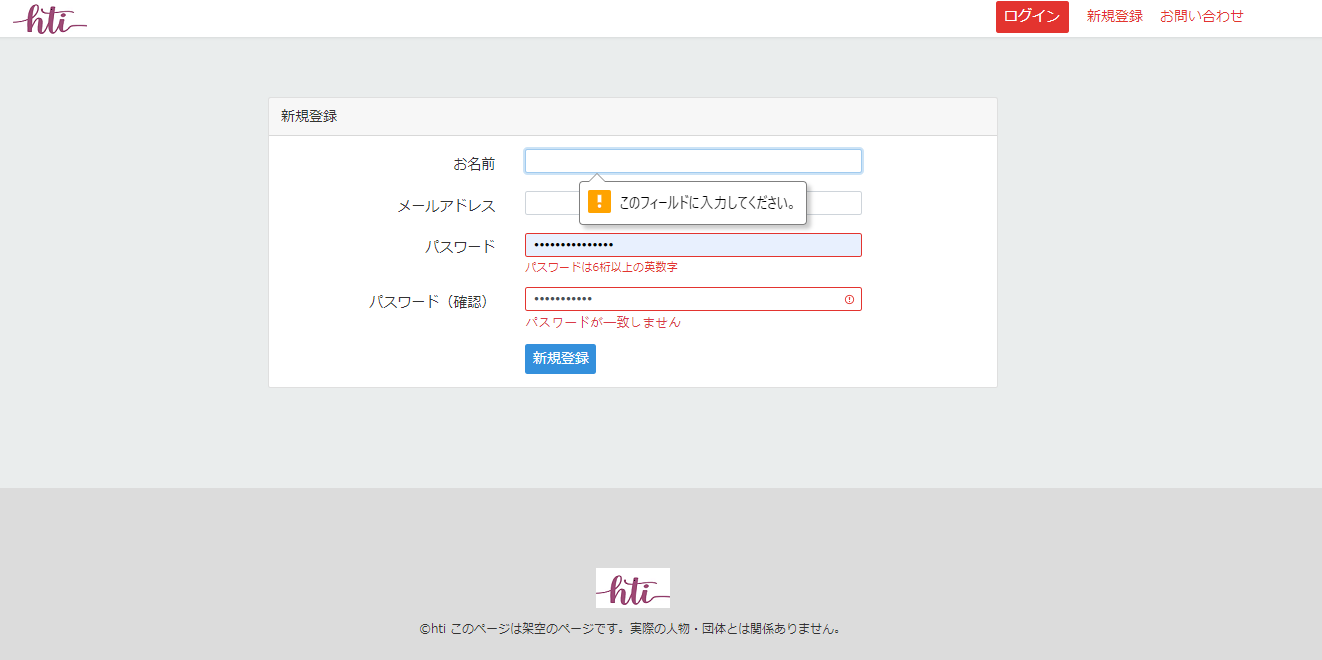 hti
ログイン 新規登録 お問い合わせ
新規登録
お名前
このフィールドに入力してください。
メールアドレス
パスワード
•••••••••••••••
パスワードは6桁以上の英数字
パスワード（確認）
•••••••••••
パスワードが一致しません
新規登録
hti
©hti このページは架空のページです。実際の人物・団体とは関係ありません。